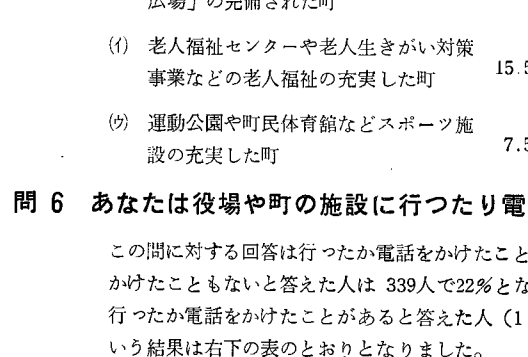 広場」の完備された町
(イ) 老人福祉センターや老人生きがい対策
事業などの老人福祉の充実した町 15.5
(ウ) 運動公園や町民体育館などスポーツ施
設の充実した町 7.5
問 6 あなたは役場や町の施設に行つたり電
この問に対する回答は行ったか電話をかけたこと
かけたこともないと答えた人は 339人で22%とな
行ったか電話をかけたことがあると答えた人（1
いう結果は右下の表のとおりとなりました。